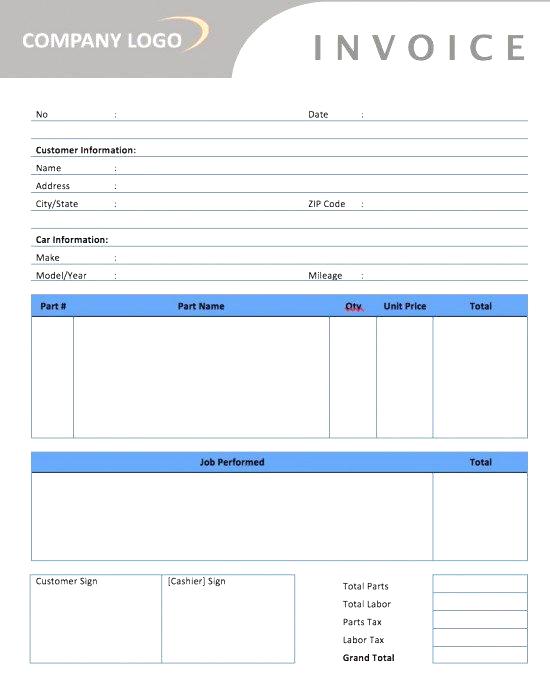 COMPANY LOGO
INVOICE
No : Date :
Customer Information:
Name :
Address :
City/State : ZIP Code :
Car Information:
Make :
Model/Year : Mileage :
Part # Part Name Qty Unit Price Total
Job Performed Total
Customer Sign [Cashier] Sign
Total Parts
Total Labor
Parts Tax
Labor Tax
Grand Total